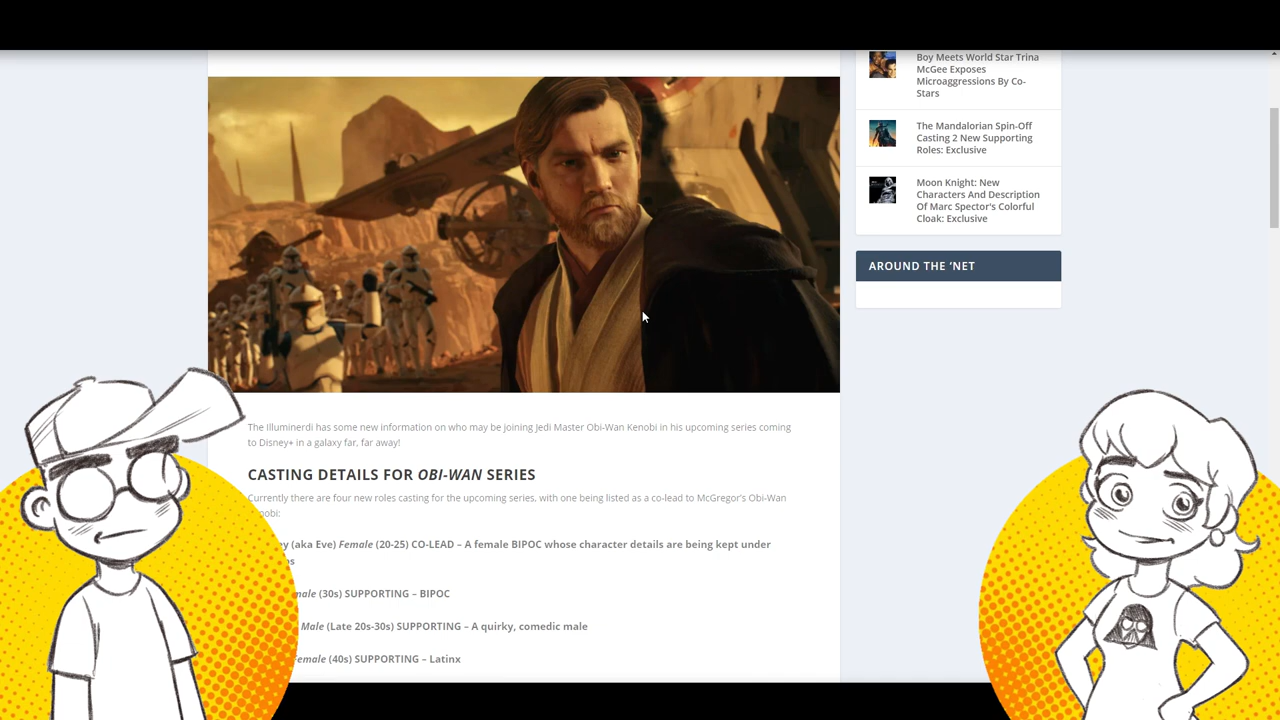 Boy Meets World Star Trina
McGee Exposes
Microaggressions By Co-
Stars
The Mandalorian Spin-Off
Casting 2 New Supporting
Roles: Exclusive
Moon Knight: New
Characters And Description
Of Marc Spector's Colorful
Cloak: Exclusive
AROUND THE 'NET
The Illuminerdi has some new information on who may be joining Jedi Master Obi-Wan Kenobi in his upcoming series coming
to Disney+ in a galaxy far, far away!
CASTING DETAILS FOR OBI-WAN SERIES
Currently there are four new roles casting for the upcoming series, with one being listed as a co-lead to McGregor's Obi-Wan
(aka Eve) Female (20-25) CO-LEAD – A female BIPOC whose character details are being kept under
(30s) SUPPORTING – BIPOC
Male (Late 20s-30s) SUPPORTING – A quirky, comedic male
Female (40s) SUPPORTING – Latinx